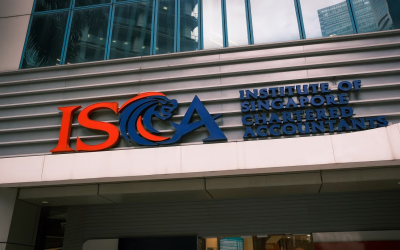 ISCA
INSTITUTE OF
SINGAPORE
CHARTERED
ACCOUNTANTS